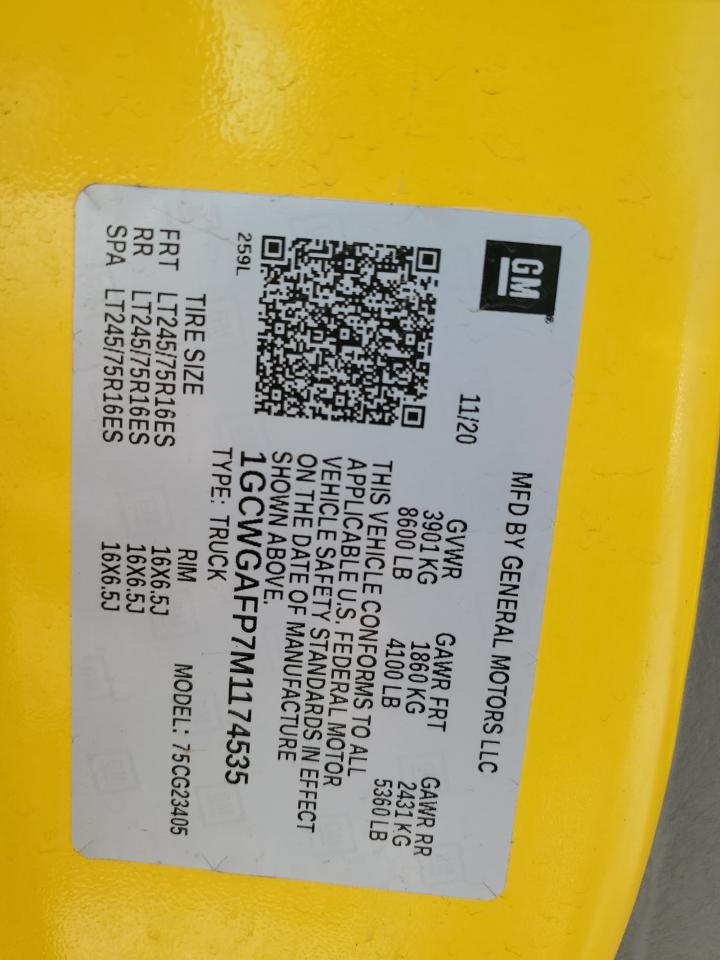 GM
MFD BY GENERAL MOTORS LLC
11/20
GVWR GAWR FRT GAWR RR
3901 KG 1860 KG 2431 KG
8600 LB 4100 LB 5360 LB
THIS VEHICLE CONFORMS TO ALL
APPLICABLE U.S. FEDERAL MOTOR
VEHICLE SAFETY STANDARDS IN EFFECT
ON THE DATE OF MANUFACTURE
SHOWN ABOVE.
259L
1GCWGAFP7M1174535
TYPE: TRUCK MODEL: 75CG23405
TIRE SIZE RIM
FRT LT245/75R16ES 16X6.5J
RR LT245/75R16ES 16X6.5J
SPA LT245/75R16ES 16X6.5J